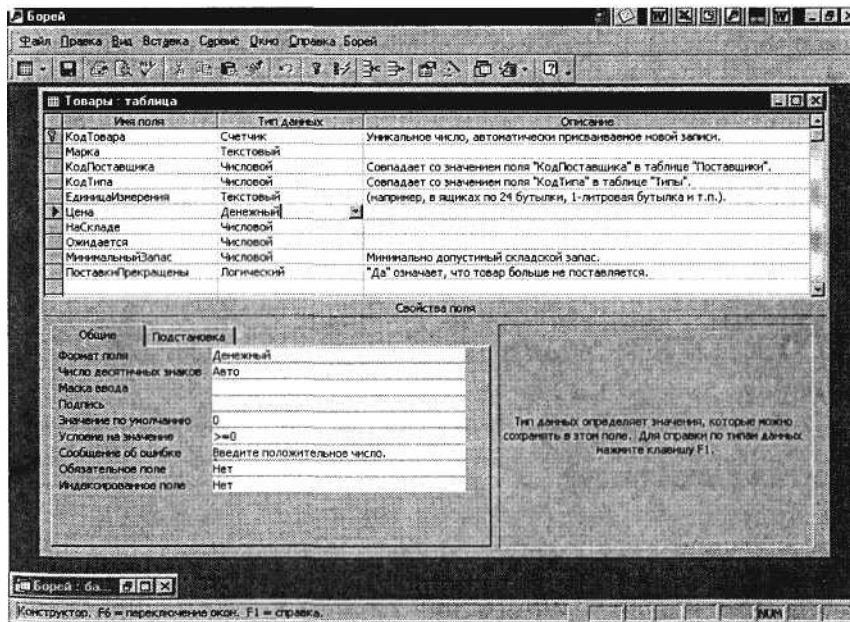 Борей
Файл Правка Вид Вставка Сервис Окно Справка Борей
Товары : таблица
Имя поля Тип данных Описание
КодТовара Счетчик Уникальное число, автоматически присваиваемое новой записи.
Марка Текстовый
КодПоставщика Числовой Совпадает со значением поля "КодПоставщика" в таблице "Поставщики".
КодТипа Числовой Совпадает со значением поля "КодТипа" в таблице "Типы".
ЕдиницаИзмерения Текстовый (например, в ящиках по 24 бутылки, 1-литровая бутылка и т.п.).
Цена Денежный
НаСкладе Числовой
Ожидается Числовой
МинимальныйЗапас Числовой Минимально допустимый складской запас.
ПоставкиПрекращены Логический "Да" означает, что товар больше не поставляется.
Свойства поля
Общие Подстановка
Формат поля Денежный
Число десятичных знаков Авто
Маска ввода
Подпись
Значение по умолчанию 0
Условие на значение >=0
Сообщение об ошибке Введите положительное число.
Обязательное поле Нет
Индексированное поле Нет
Тип данных определяет значения, которые можно
сохранять в этом поле. Для справки по типам данных
нажмите клавишу F1.
Борей : ба...
Конструктор. F6 = переключение окон. F1 = справка.
NUM